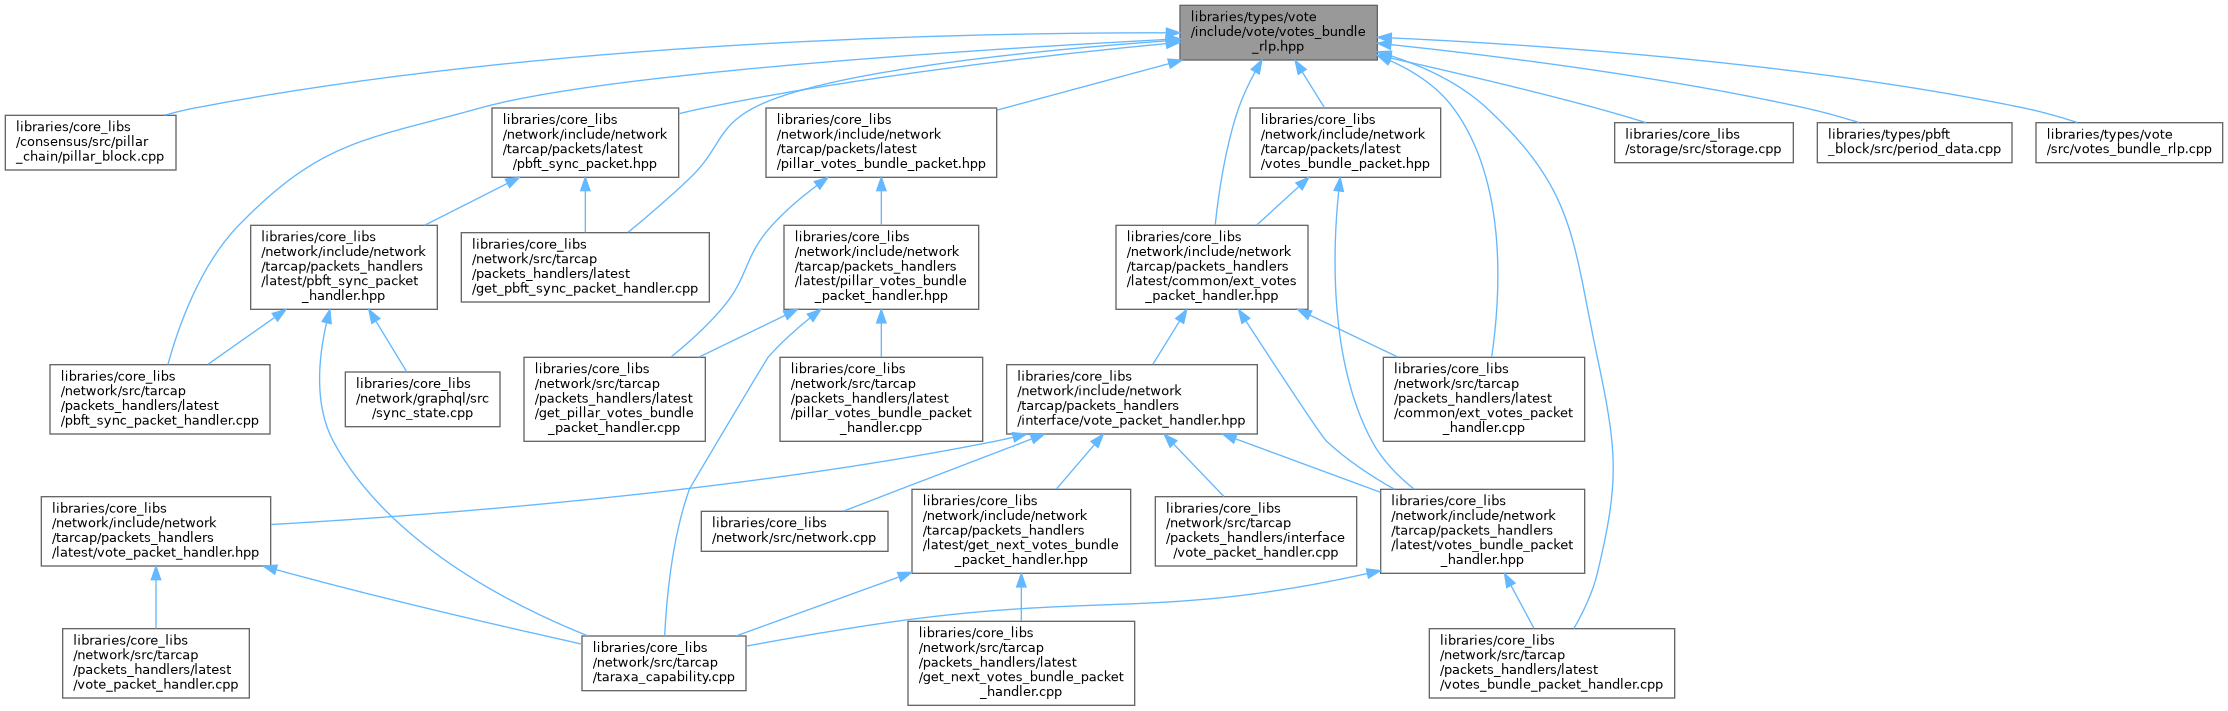 libraries/types/vote
/include/vote/votes_bundle
_rlp.hpp
libraries/core_libs
/consensus/src/pillar
_chain/pillar_block.cpp
libraries/core_libs
/network/include/network
/tarcap/packets/latest
/pbft_sync_packet.hpp
libraries/core_libs
/network/include/network
/tarcap/packets/latest
/pillar_votes_bundle_packet.hpp
libraries/core_libs
/network/include/network
/tarcap/packets/latest
/votes_bundle_packet.hpp
libraries/core_libs
/storage/src/storage.cpp
libraries/types/pbft
_block/src/period_data.cpp
libraries/types/vote
/src/votes_bundle_rlp.cpp
libraries/core_libs
/network/include/network
/tarcap/packets_handlers
/latest/pbft_sync_packet
_handler.hpp
libraries/core_libs
/network/src/tarcap
/packets_handlers/latest
/get_pbft_sync_packet_handler.cpp
libraries/core_libs
/network/include/network
/tarcap/packets_handlers
/latest/pillar_votes_bundle
_packet_handler.hpp
libraries/core_libs
/network/include/network
/tarcap/packets_handlers
/latest/common/ext_votes
_packet_handler.hpp
libraries/core_libs
/network/src/tarcap
/packets_handlers/latest
/pbft_sync_packet_handler.cpp
libraries/core_libs
/network/graphql/src
/sync_state.cpp
libraries/core_libs
/network/src/tarcap
/packets_handlers/latest
/get_pillar_votes_bundle
_packet_handler.cpp
libraries/core_libs
/network/src/tarcap
/packets_handlers/latest
/pillar_votes_bundle_packet
_handler.cpp
libraries/core_libs
/network/include/network
/tarcap/packets_handlers
/interface/vote_packet_handler.hpp
libraries/core_libs
/network/src/tarcap
/packets_handlers/latest
/common/ext_votes_packet
_handler.cpp
libraries/core_libs
/network/include/network
/tarcap/packets_handlers
/latest/vote_packet_handler.hpp
libraries/core_libs
/network/src/network.cpp
libraries/core_libs
/network/include/network
/tarcap/packets_handlers
/latest/get_next_votes_bundle
_packet_handler.hpp
libraries/core_libs
/network/src/tarcap
/packets_handlers/interface
/vote_packet_handler.cpp
libraries/core_libs
/network/include/network
/tarcap/packets_handlers
/latest/votes_bundle_packet
_handler.hpp
libraries/core_libs
/network/src/tarcap
/packets_handlers/latest
/vote_packet_handler.cpp
libraries/core_libs
/network/src/tarcap
/taraxa_capability.cpp
libraries/core_libs
/network/src/tarcap
/packets_handlers/latest
/get_next_votes_bundle_packet
_handler.cpp
libraries/core_libs
/network/src/tarcap
/packets_handlers/latest
/votes_bundle_packet_handler.cpp